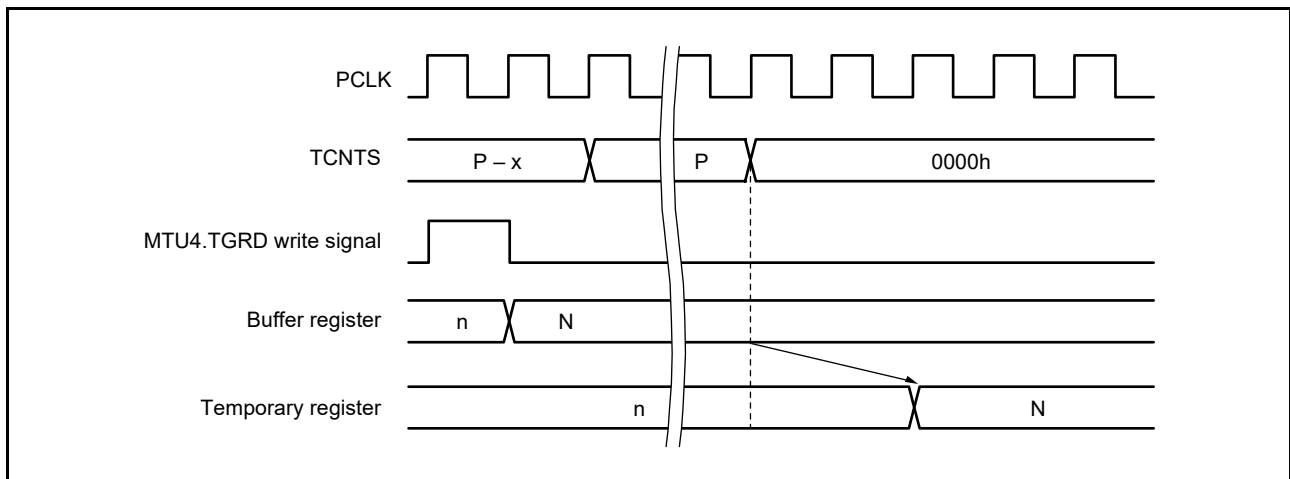 PCLK
TCNTS
P – x
P
0000h
MTU4.TGRD write signal
Buffer register
n
N
Temporary register
n
N